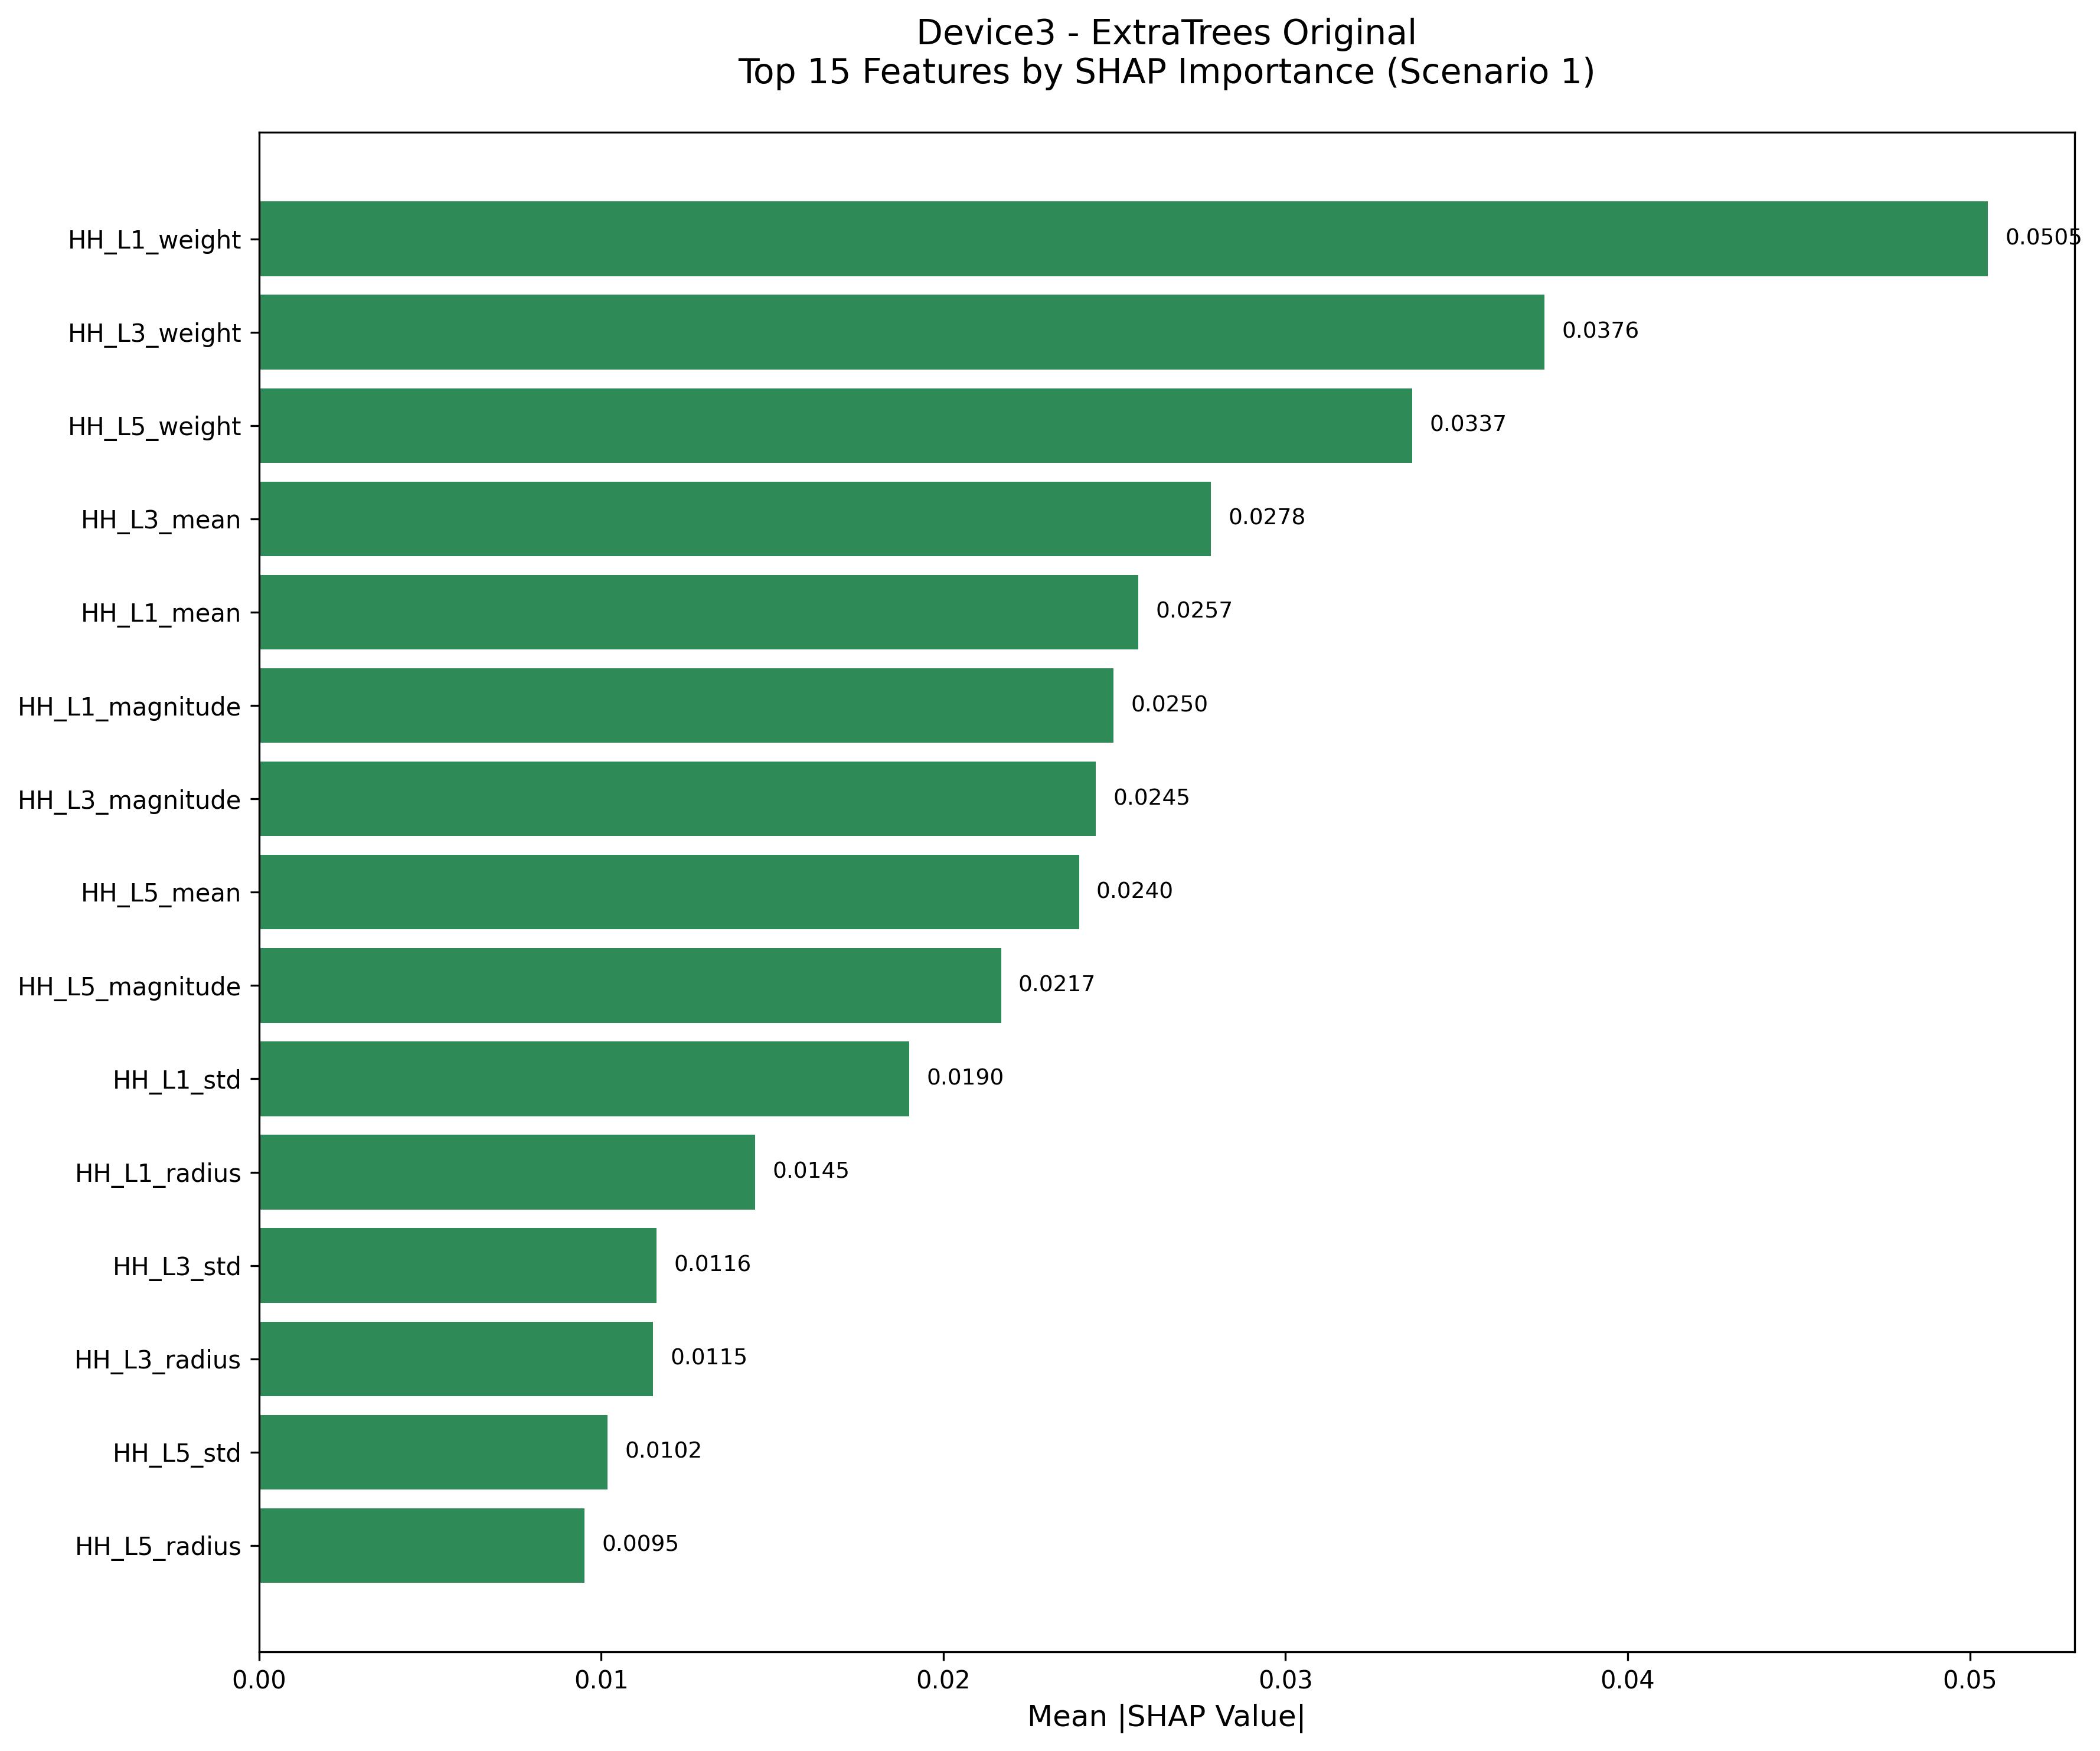 Device3 - ExtraTrees Original
Top 15 Features by SHAP Importance (Scenario 1)
HH_L1_weight 0.0505
HH_L3_weight 0.0376
HH_L5_weight 0.0337
HH_L3_mean 0.0278
HH_L1_mean 0.0257
HH_L1_magnitude 0.0250
HH_L3_magnitude 0.0245
HH_L5_mean 0.0240
HH_L5_magnitude 0.0217
HH_L1_std 0.0190
HH_L1_radius 0.0145
HH_L3_std 0.0116
HH_L3_radius 0.0115
HH_L5_std 0.0102
HH_L5_radius 0.0095
0.00 0.01 0.02 0.03 0.04 0.05
Mean |SHAP Value|